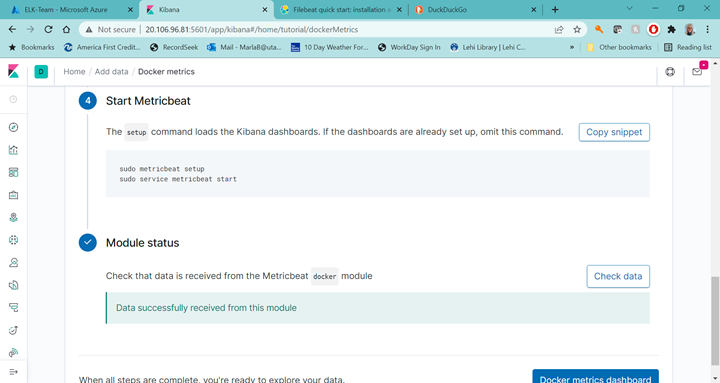 ELK-Team - Microsoft Azure
Kibana
Filebeat quick start: installation a
DuckDuckGo
Not secure
20.106.96.81:5601/app/kibana#/home/tutorial/dockerMetrics
Bookmarks
America First Credit...
RecordSeek
Mail - MarlaB@uta...
10 Day Weather For...
WorkDay Sign In
Lehi Library | Lehi C...
»
Other bookmarks
Reading list
D
Home / Add data / Docker metrics
4
Start Metricbeat
The setup command loads the Kibana dashboards. If the dashboards are already set up, omit this command.
Copy snippet
sudo metricbeat setup
sudo service metricbeat start
Module status
Check that data is received from the Metricbeat docker module
Check data
Data successfully received from this module
When all steps are complete, you're ready to explore your data.
Docker metrics dashboard